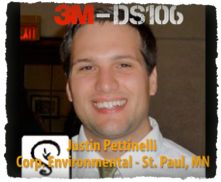 3M-DS106
Justin Pettinelli
Corp. Environmental - St. Paul, MN